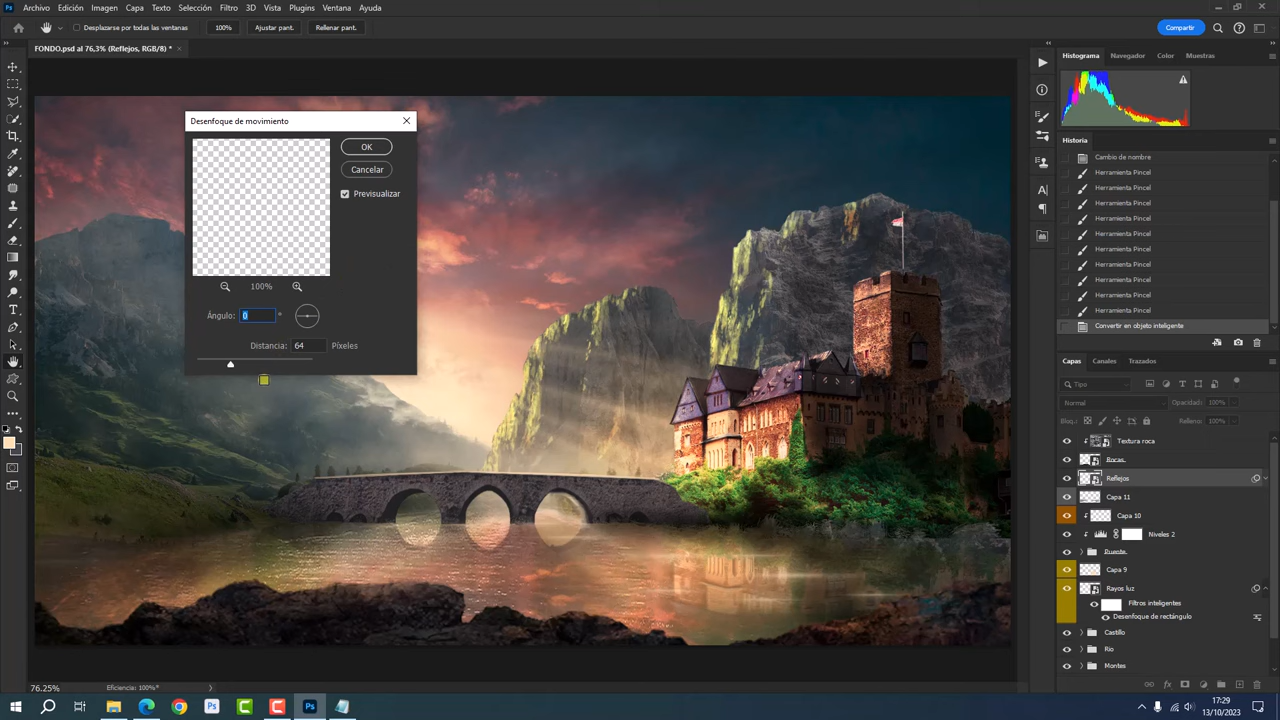 Ps Archivo Edición Imagen Capa Texto Selección Filtro 3D Vista Plugins Ventana Ayuda
Desplazarse por todas las ventanas 100% Ajustar pant. Rellenar pant. Compartir
FONDO.psd al 76,3% (Reflejos, RGB/8) *
Histograma Navegador Color Muestras
Desenfoque de movimiento
OK
Cancelar
Previsualizar
100%
Ángulo: 0 °
Distancia: 64 Píxeles
Historia
Cambio de nombre
Herramienta Pincel
Herramienta Pincel
Herramienta Pincel
Herramienta Pincel
Herramienta Pincel
Herramienta Pincel
Herramienta Pincel
Herramienta Pincel
Herramienta Pincel
Herramienta Pincel
Convertir en objeto inteligente
Capas Canales Trazados
Tipo
Normal Opacidad: 100%
Bloq.: Relleno: 100%
Textura roca
Rocas
Reflejos
Capa 11
Capa 10
Niveles 2
Puente
Capa 9
Rayos luz
Filtros inteligentes
Desenfoque de rectángulo
Castillo
Rio
Montes
76.25% Eficiencia: 100%*
17:29
13/10/2023